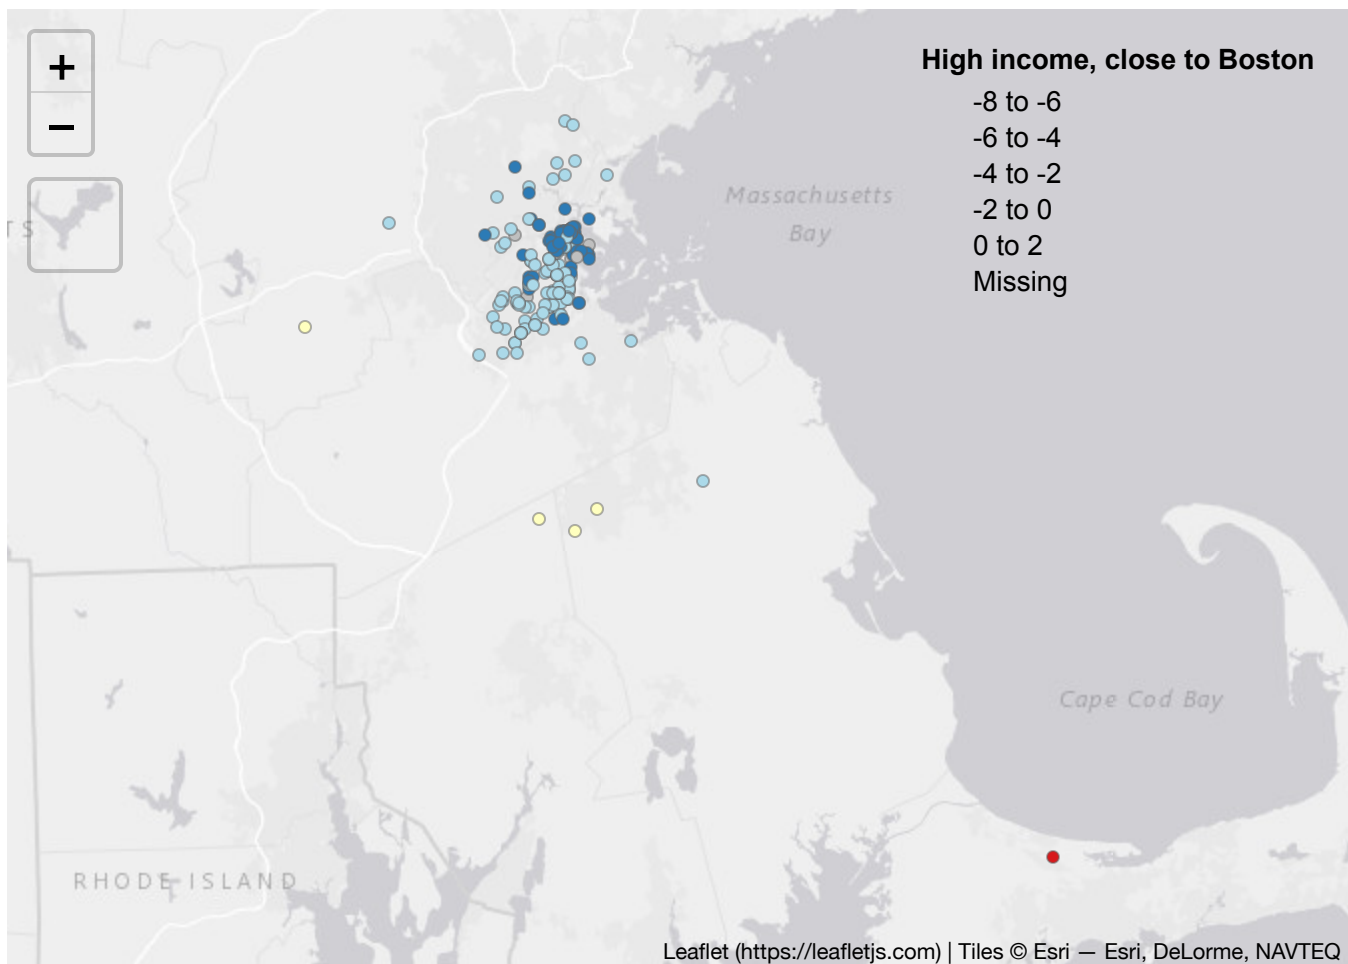 +
−
High income, close to Boston
-8 to -6
-6 to -4
-4 to -2
-2 to 0
0 to 2
Missing
Massachusetts
Bay
TS
Cape Cod Bay
RHODE ISLAND
Leaflet (https://leafletjs.com) | Tiles © Esri — Esri, DeLorme, NAVTEQ